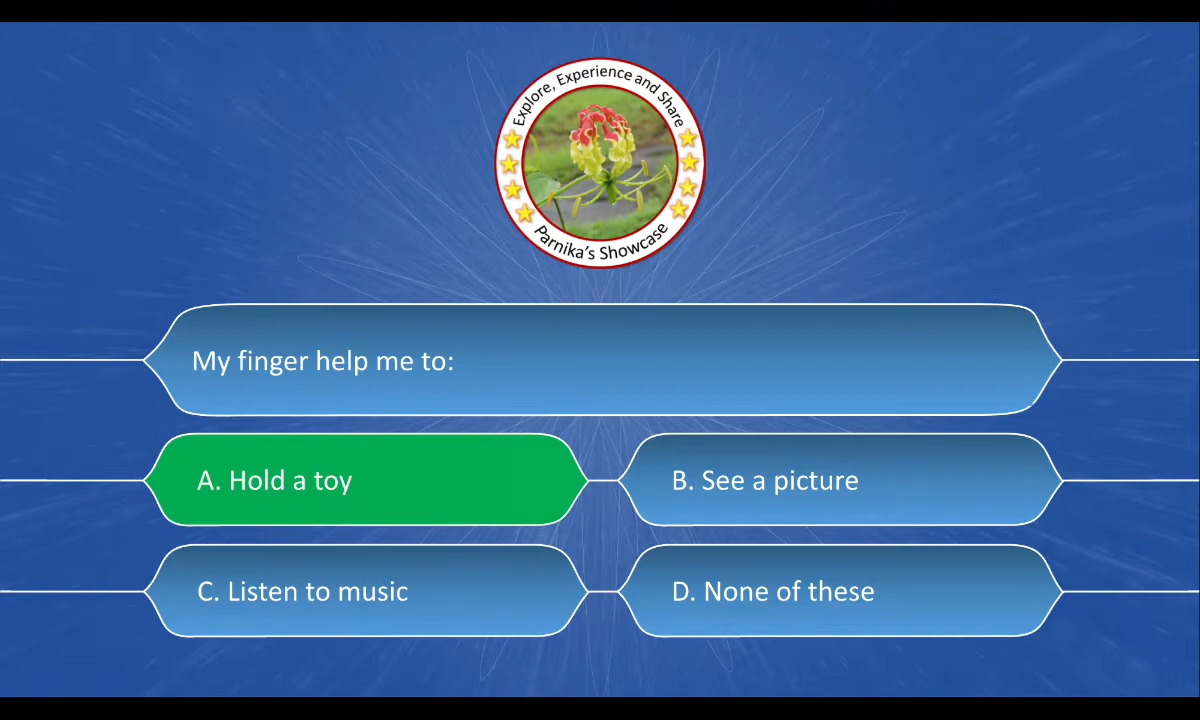 Explore, Experience and Share
Parnika's Showcase
My finger help me to:
A. Hold a toy
B. See a picture
C. Listen to music
D. None of these